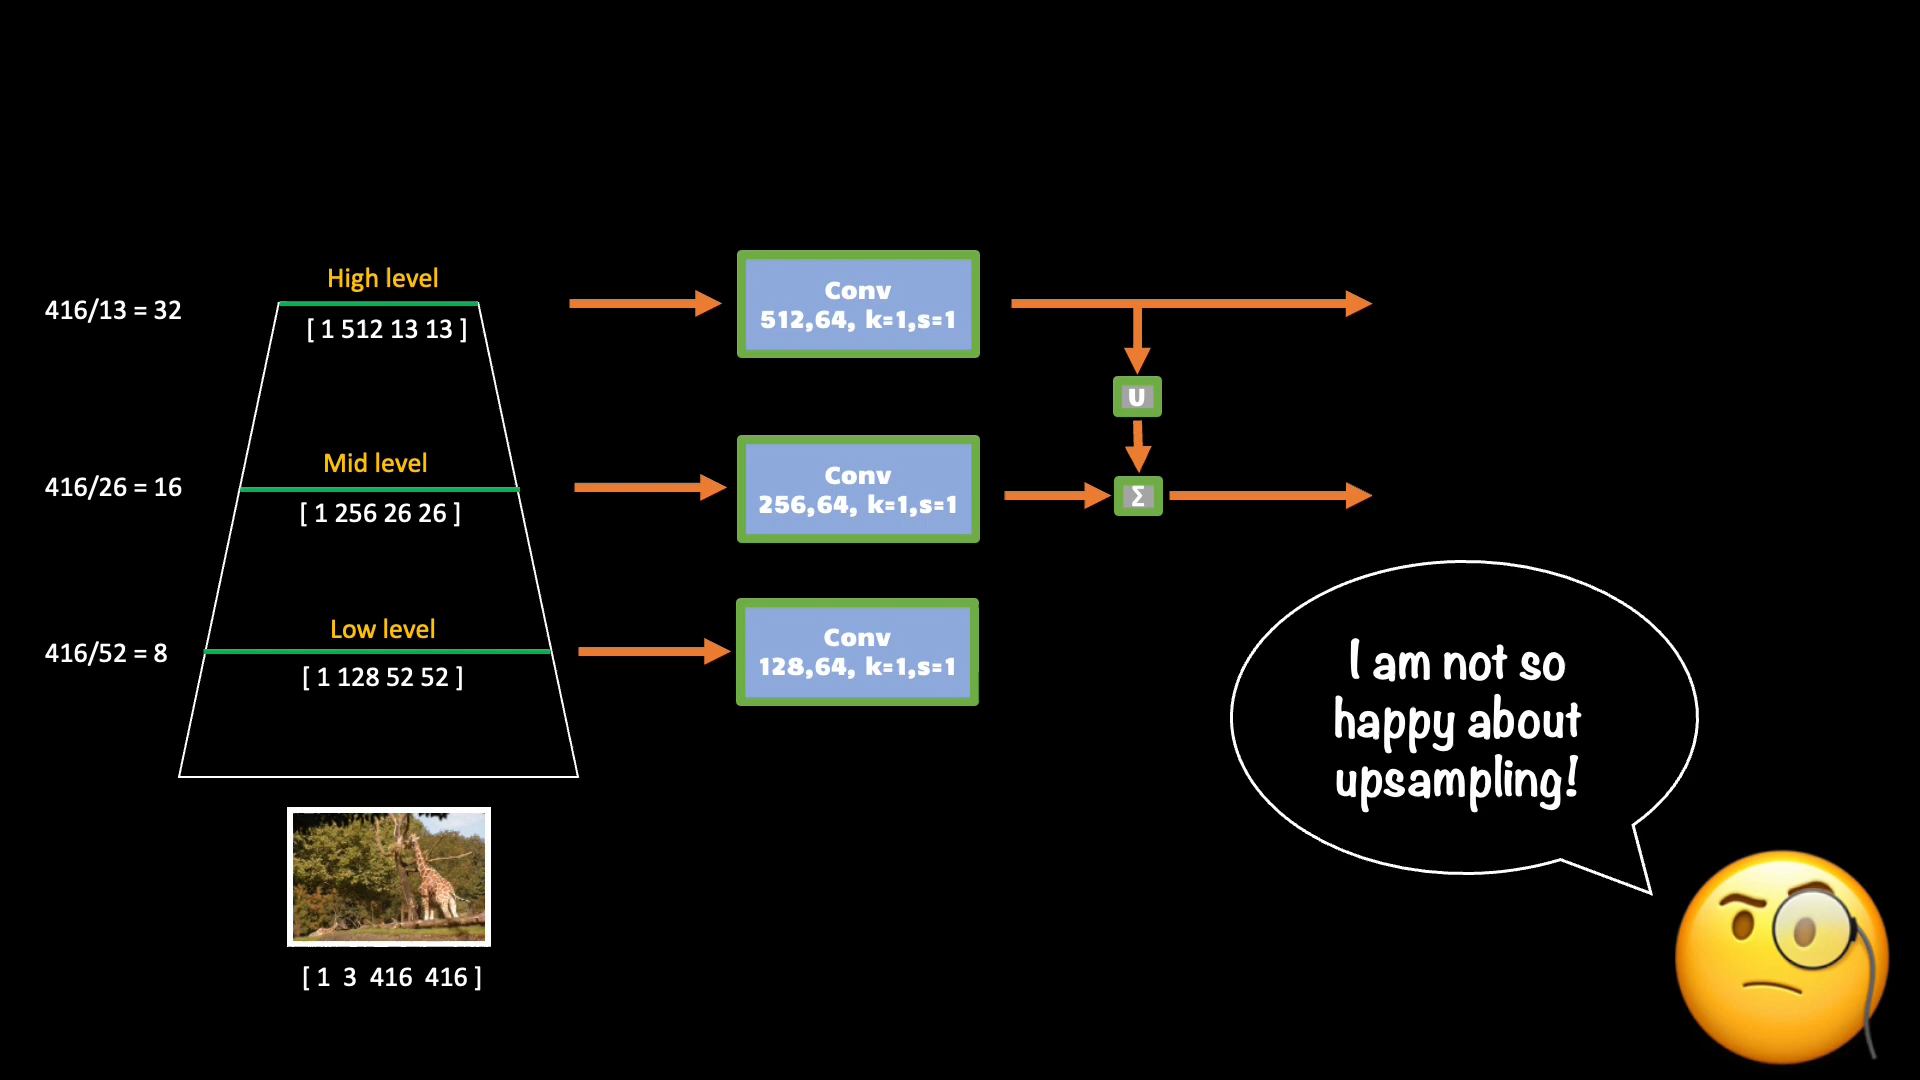 High level
416/13 = 32
[ 1 512 13 13 ]
Conv
512,64, k=1,s=1
U
Mid level
416/26 = 16
[ 1 256 26 26 ]
Conv
256,64, k=1,s=1
Σ
Low level
416/52 = 8
[ 1 128 52 52 ]
Conv
128,64, k=1,s=1
I am not so
happy about
upsampling!
[ 1 3 416 416 ]